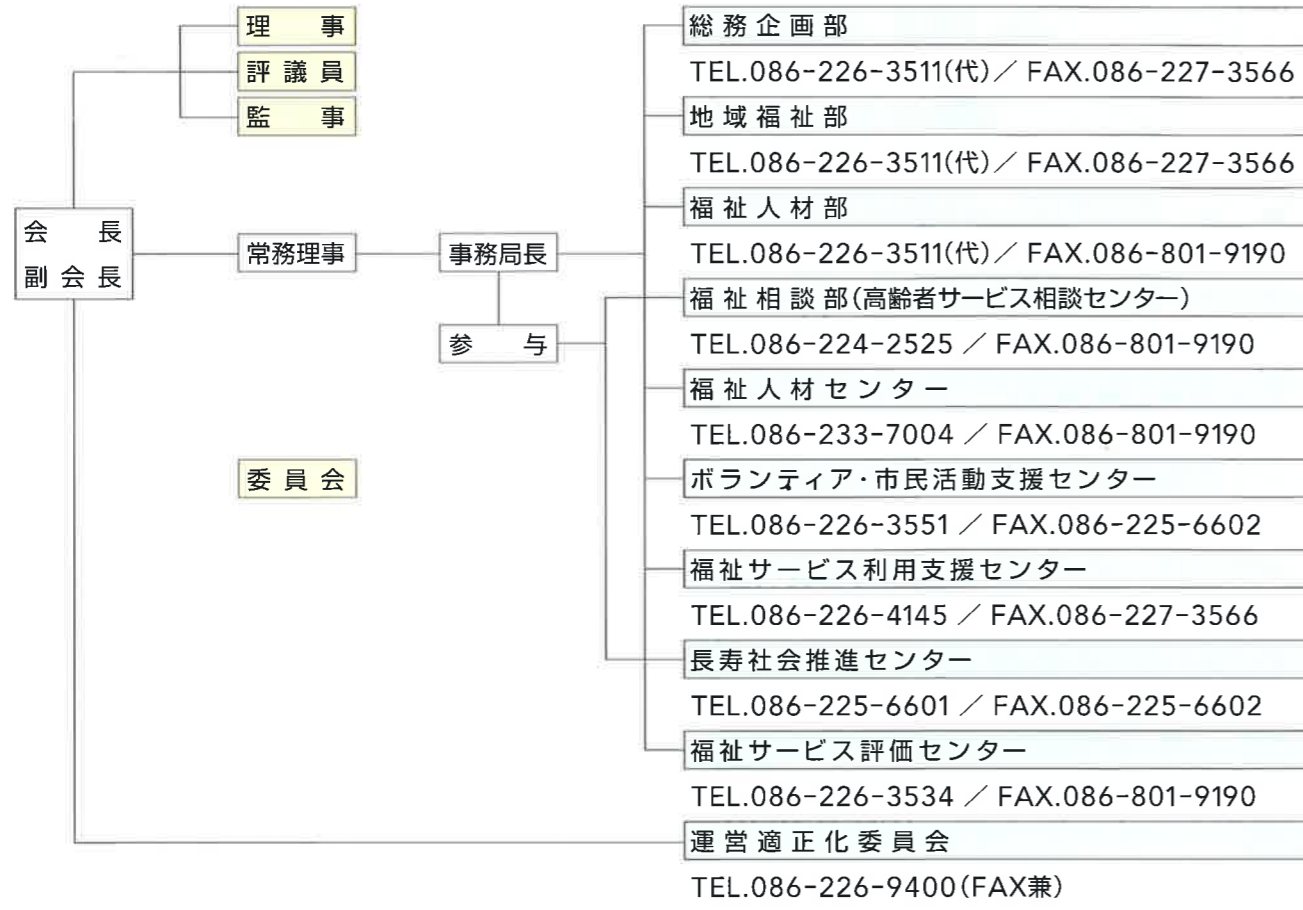 理事
評議員
監事
会長
副会長
常務理事
事務局長
参与
委員会
総務企画部
TEL.086-226-3511(代)／FAX.086-227-3566
地域福祉部
TEL.086-226-3511(代)／FAX.086-227-3566
福祉人材部
TEL.086-226-3511(代)／FAX.086-801-9190
福祉相談部(高齢者サービス相談センター)
TEL.086-224-2525／FAX.086-801-9190
福祉人材センター
TEL.086-233-7004／FAX.086-801-9190
ボランティア・市民活動支援センター
TEL.086-226-3551／FAX.086-225-6602
福祉サービス利用支援センター
TEL.086-226-4145／FAX.086-227-3566
長寿社会推進センター
TEL.086-225-6601／FAX.086-225-6602
福祉サービス評価センター
TEL.086-226-3534／FAX.086-801-9190
運営適正化委員会
TEL.086-226-9400(FAX兼)